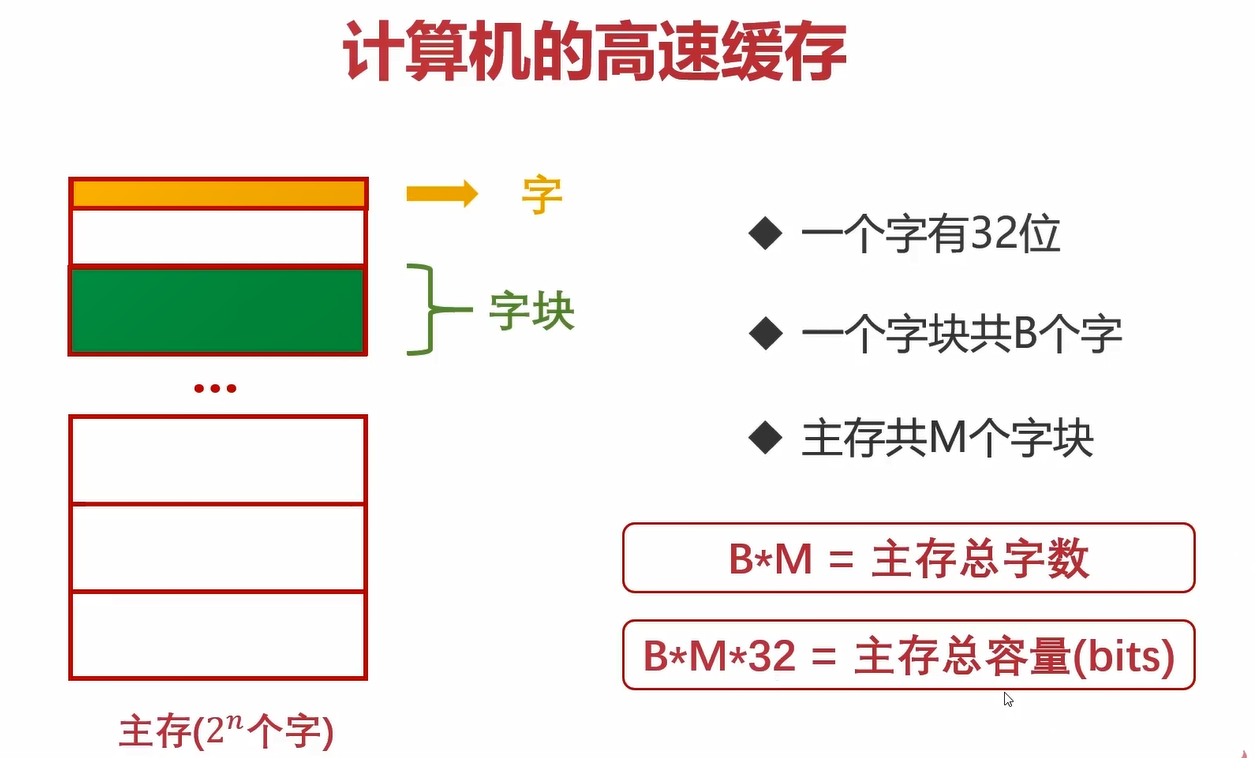 计算机的高速缓存
字
字块
...
主存(2ⁿ个字)
◆ 一个字有32位
◆ 一个字块共B个字
◆ 主存共M个字块
B*M = 主存总字数
B*M*32 = 主存总容量(bits)